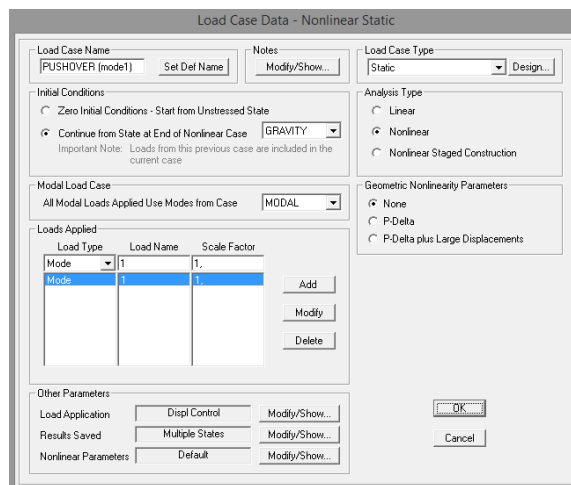 Load Case Data - Nonlinear Static
Load Case Name
PUSHOVER (mode1)
Set Def Name
Notes
Modify/Show...
Load Case Type
Static
Design...
Initial Conditions
Zero Initial Conditions - Start from Unstressed State
Continue from State at End of Nonlinear Case
GRAVITY
Important Note: Loads from this previous case are included in the
current case
Analysis Type
Linear
Nonlinear
Nonlinear Staged Construction
Modal Load Case
All Modal Loads Applied Use Modes from Case
MODAL
Geometric Nonlinearity Parameters
None
P-Delta
P-Delta plus Large Displacements
Loads Applied
Load Type Load Name Scale Factor
Mode 1 1,
Mode 1 1,
Add
Modify
Delete
Other Parameters
Load Application Displ Control Modify/Show...
Results Saved Multiple States Modify/Show...
Nonlinear Parameters Default Modify/Show...
OK
Cancel